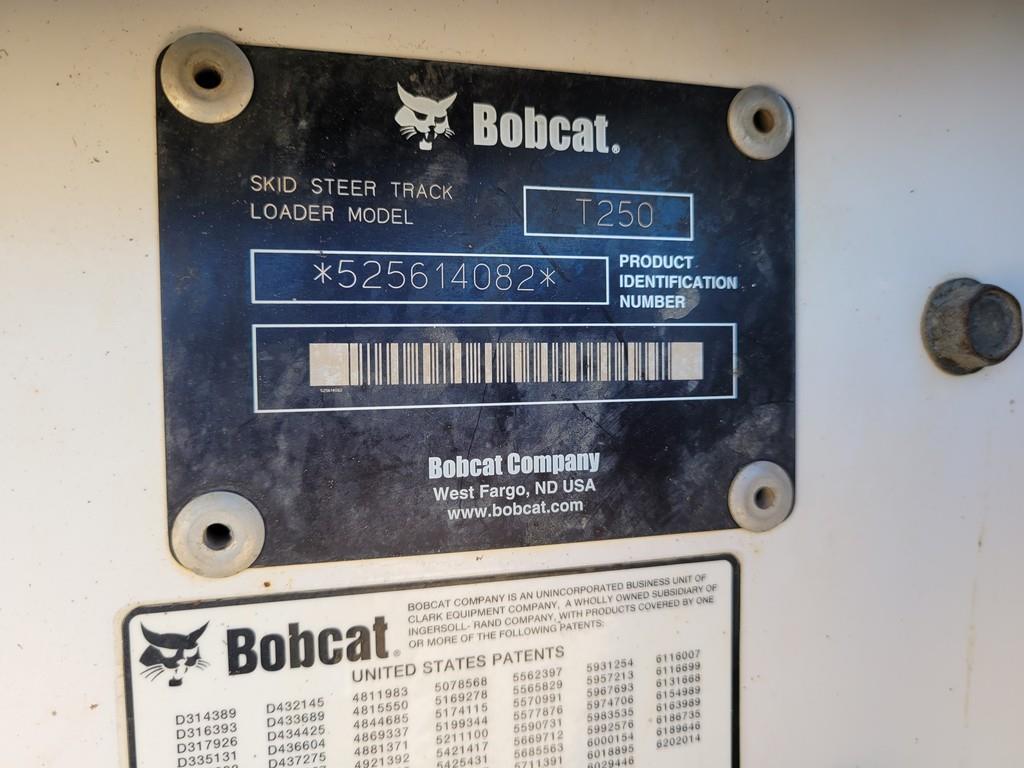 Bobcat®
SKID STEER TRACK
LOADER MODEL
T250
*525614082*
PRODUCT
IDENTIFICATION
NUMBER
525614082
Bobcat Company
West Fargo, ND USA
www.bobcat.com
Bobcat®
BOBCAT COMPANY IS AN UNINCORPORATED BUSINESS UNIT OF
CLARK EQUIPMENT COMPANY, A WHOLLY OWNED SUBSIDIARY OF
INGERSOLL- RAND COMPANY, WITH PRODUCTS COVERED BY ONE
OR MORE OF THE FOLLOWING PATENTS:
UNITED STATES PATENTS
D314389 D432145 4811983 5078568 5562397 5931254 6116007
D316393 D433689 4815550 5169278 5565829 5957213 6116699
D317926 D434425 4844685 5174115 5570991 5967693 6131668
D335131 D436604 4869337 5199344 5577876 5974706 6154989
D437275 4881371 5211100 5590731 5983535 6163989
4921392 5421417 5669712 5992576 6186735
5425431 5685563 6000154 6189646
5711391 6018895 6202014
6029446